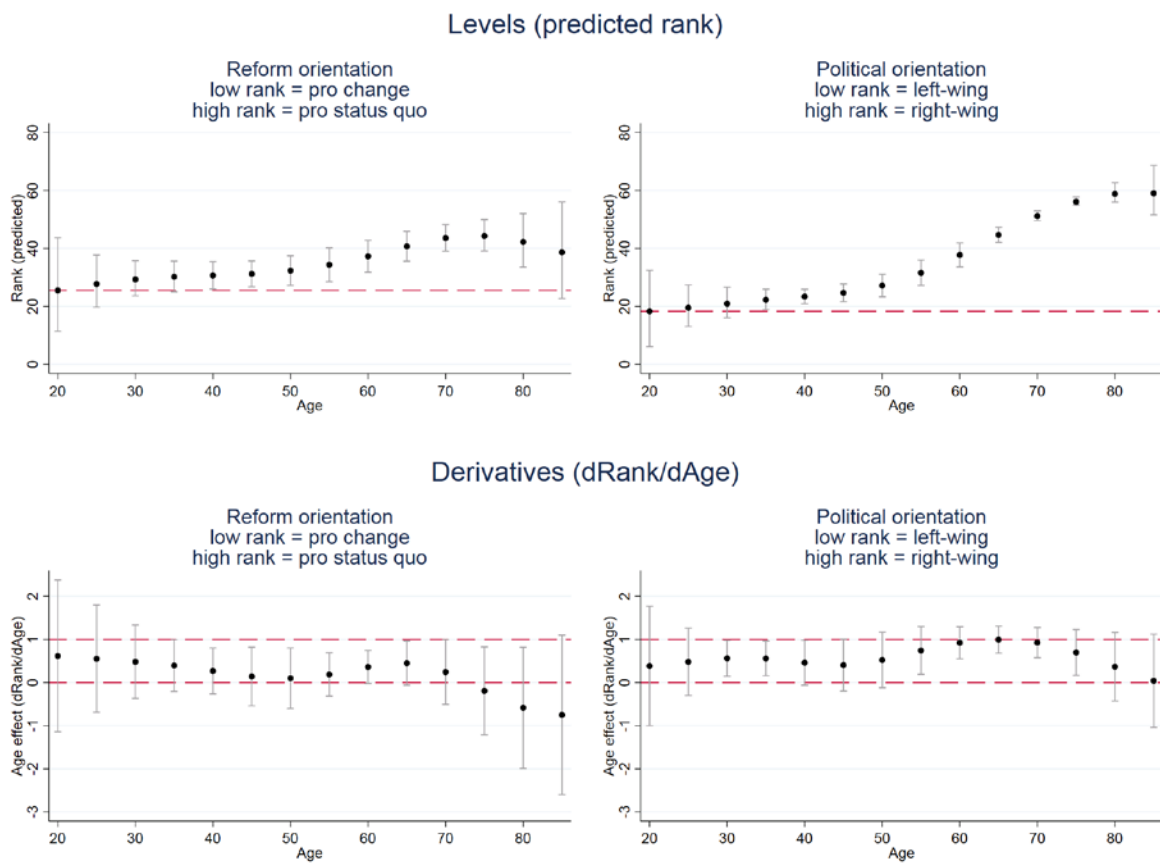 Levels (predicted rank)
Reform orientation
low rank = pro change
high rank = pro status quo
Rank (predicted)
80
60
40
20
0
20 30 40 50 60 70 80
Age
Political orientation
low rank = left-wing
high rank = right-wing
Rank (predicted)
80
60
40
20
0
20 30 40 50 60 70 80
Age
Derivatives (dRank/dAge)
Reform orientation
low rank = pro change
high rank = pro status quo
Age effect (dRank/dAge)
2
1
0
-1
-2
-3
20 30 40 50 60 70 80
Age
Political orientation
low rank = left-wing
high rank = right-wing
Age effect (dRank/dAge)
2
1
0
-1
-2
-3
20 30 40 50 60 70 80
Age